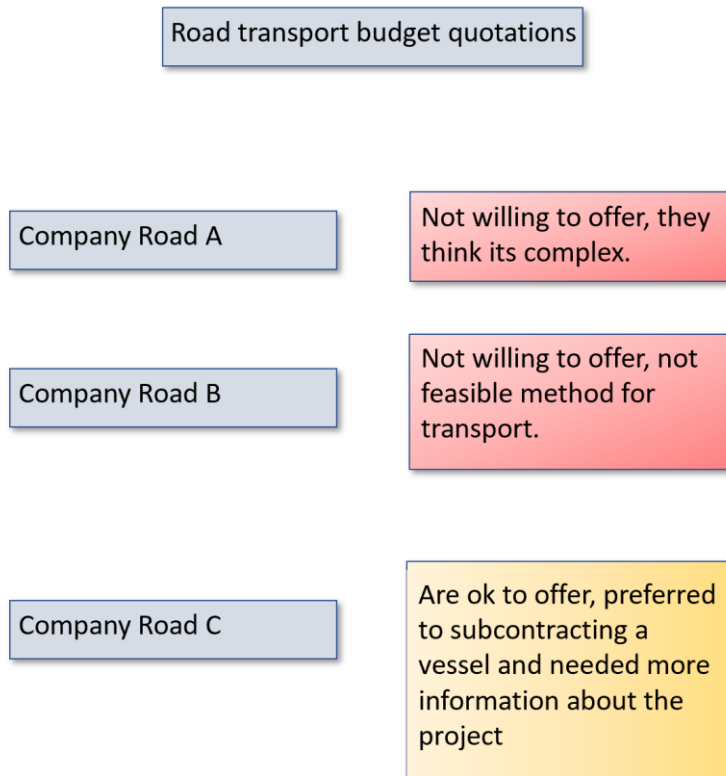 Road transport budget quotations
Company Road A
Not willing to offer, they
think its complex.
Company Road B
Not willing to offer, not
feasible method for
transport.
Company Road C
Are ok to offer, preferred
to subcontracting a
vessel and needed more
information about the
project